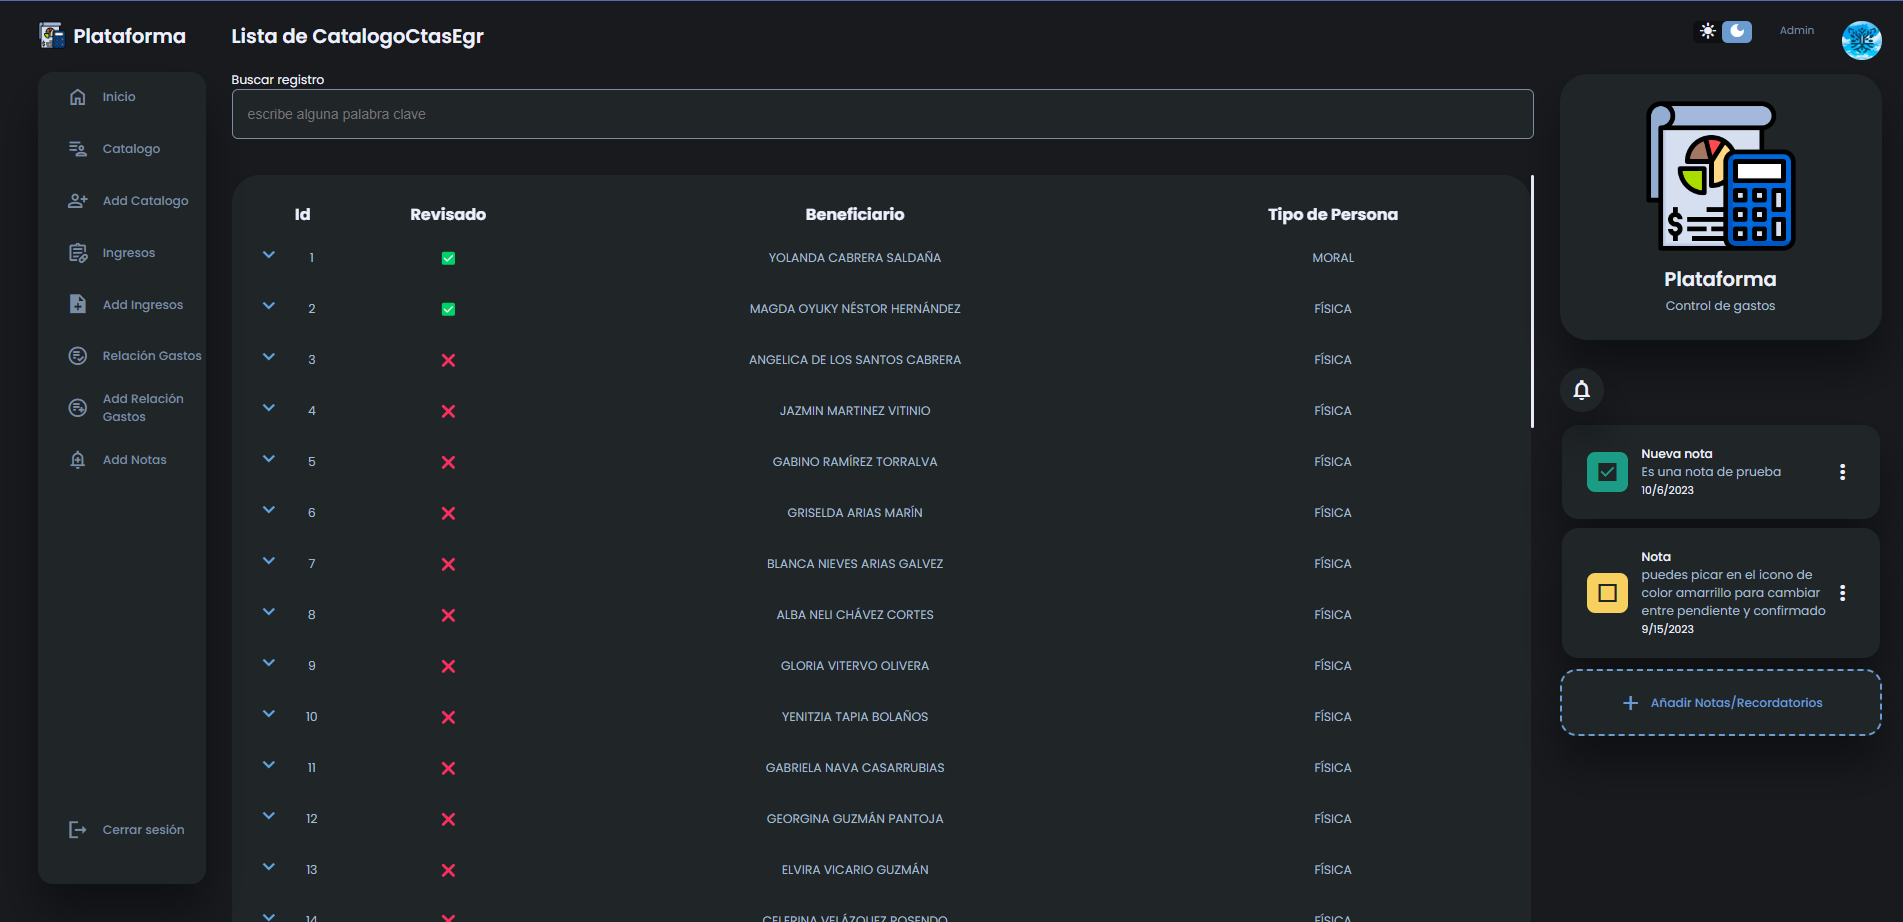 Plataforma
Lista de CatalogoCtasEgr
Admin
Inicio
Catalogo
Add Catalogo
Ingresos
Add Ingresos
Relación Gastos
Add Relación
Gastos
Add Notas
Cerrar sesión
Buscar registro
escribe alguna palabra clave
Id Revisado Beneficiario Tipo de Persona
1 YOLANDA CABRERA SALDAÑA MORAL
2 MAGDA OYUKY NÉSTOR HERNÁNDEZ FÍSICA
3 ANGELICA DE LOS SANTOS CABRERA FÍSICA
4 JAZMIN MARTINEZ VITINIO FÍSICA
5 GABINO RAMÍREZ TORRALVA FÍSICA
6 GRISELDA ARIAS MARÍN FÍSICA
7 BLANCA NIEVES ARIAS GALVEZ FÍSICA
8 ALBA NELI CHÁVEZ CORTES FÍSICA
9 GLORIA VITERVO OLIVERA FÍSICA
10 YENITZIA TAPIA BOLAÑOS FÍSICA
11 GABRIELA NAVA CASARRUBIAS FÍSICA
12 GEORGINA GUZMÁN PANTOJA FÍSICA
13 ELVIRA VICARIO GUZMÁN FÍSICA
14 CELERINA VELÁZQUEZ ROSENDO FÍSICA
$
Plataforma
Control de gastos
Nueva nota
Es una nota de prueba
10/6/2023
Nota
puedes picar en el icono de
color amarrillo para cambiar
entre pendiente y confirmado
9/15/2023
Añadir Notas/Recordatorios